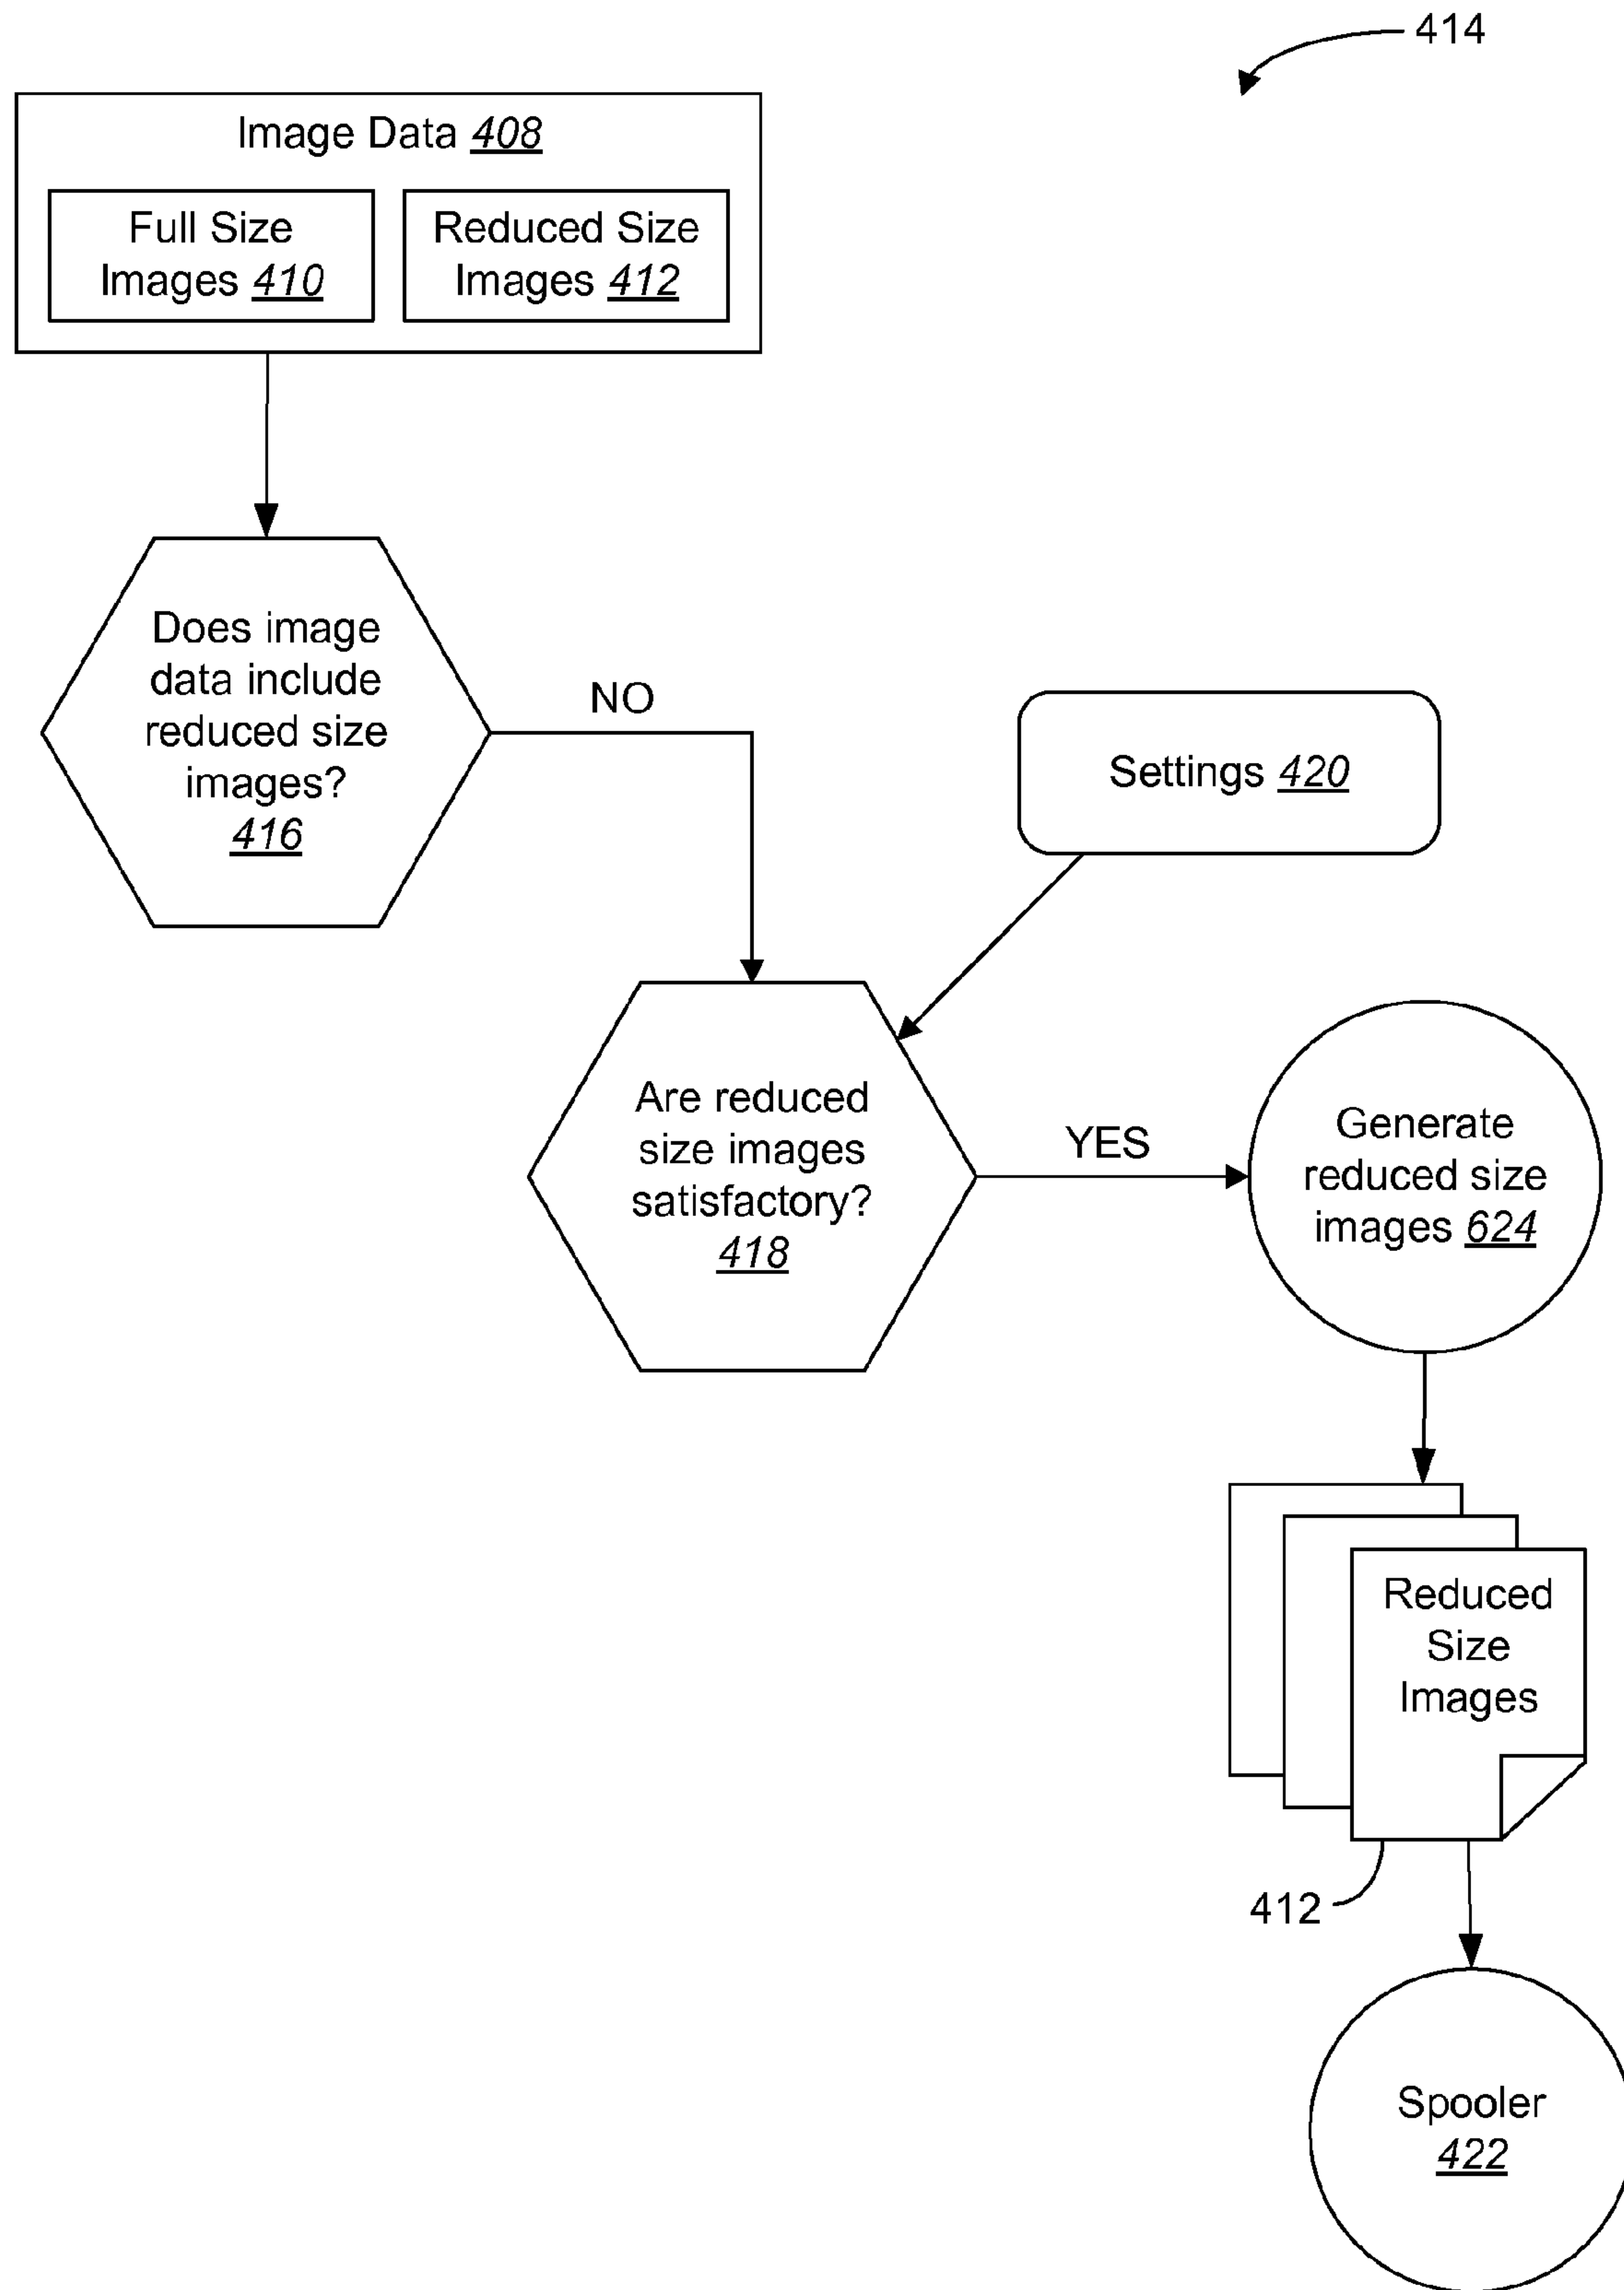 414
Image Data 408
Full Size
Images 410
Reduced Size
Images 412
Does image
data include
reduced size
images?
416
NO
Settings 420
Are reduced
size images
satisfactory?
418
YES
Generate
reduced size
images 624
Reduced
Size
Images
412
Spooler
422